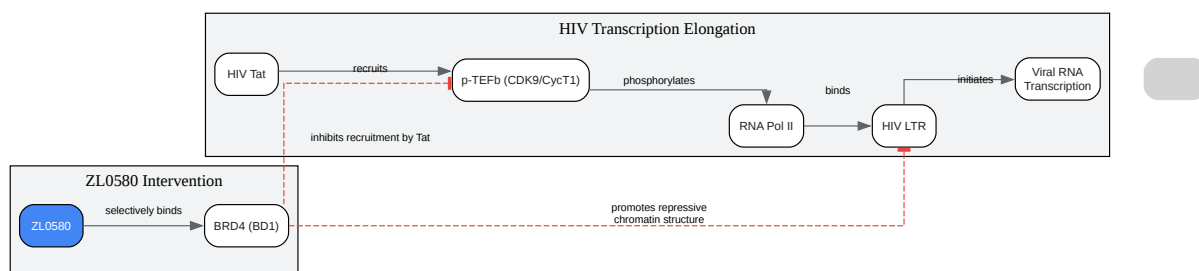 HIV Transcription Elongation
HIV Tat
recruits
p-TEFb (CDK9/CycT1)
phosphorylates
RNA Pol II
binds
HIV LTR
initiates
Viral RNA
Transcription
inhibits recruitment by Tat
ZL0580 Intervention
ZL0580
selectively binds
BRD4 (BD1)
promotes repressive
chromatin structure